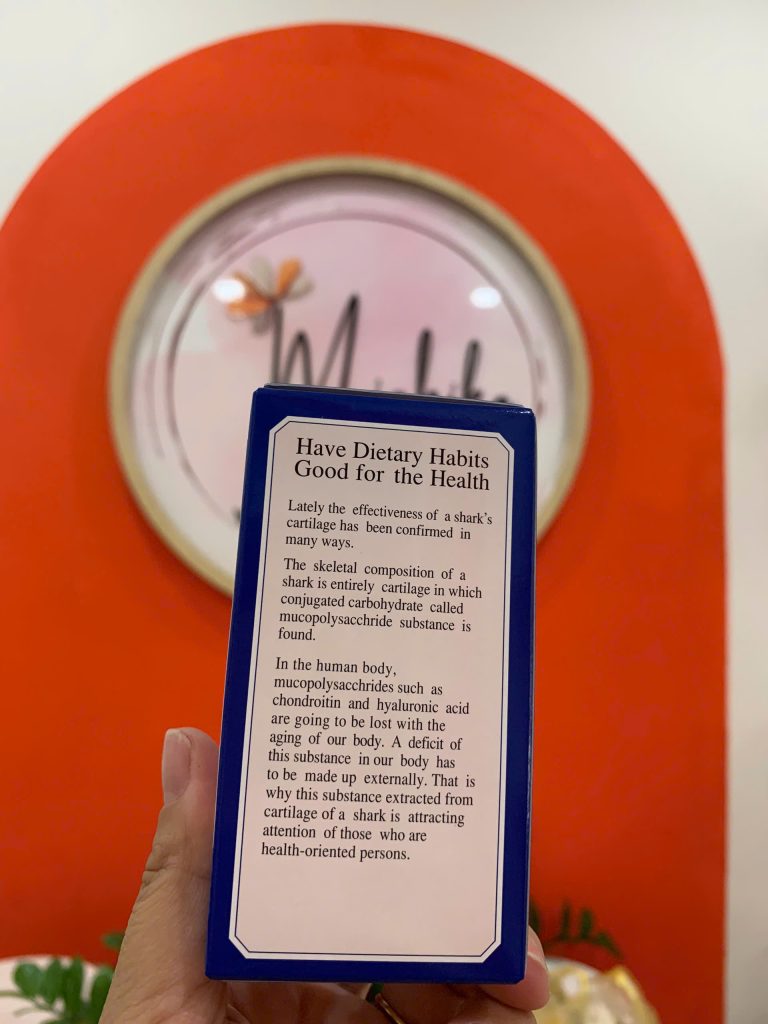 Have Dietary Habits
Good for the Health
Lately the effectiveness of a shark's
cartilage has been confirmed in
many ways.
The skeletal composition of a
shark is entirely cartilage in which
conjugated carbohydrate called
mucopolysacchride substance is
found.
In the human body,
mucopolysacchrides such as
chondroitin and hyaluronic acid
are going to be lost with the
aging of our body. A deficit of
this substance in our body has
to be made up externally. That is
why this substance extracted from
cartilage of a shark is attracting
attention of those who are
health-oriented persons.